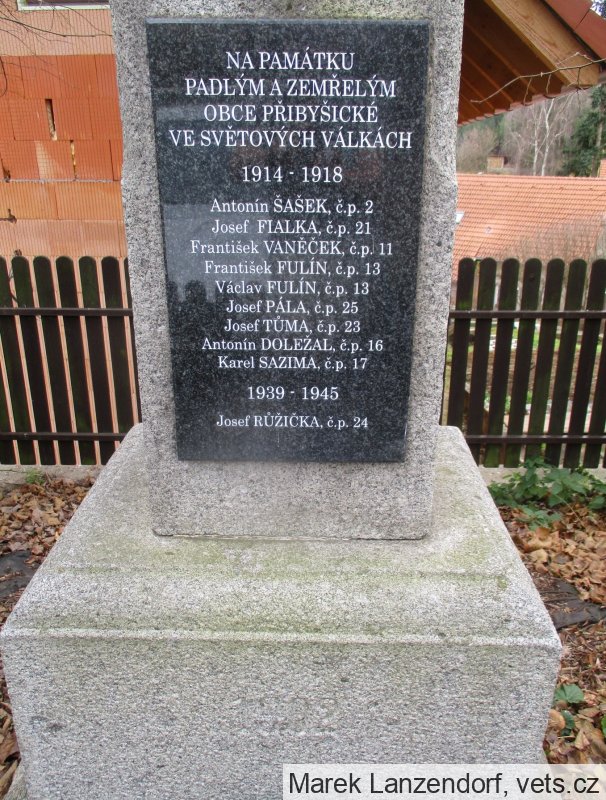 NA PAMÁTKU
PADLÝM A ZEMŘELÝM
OBCE PŘIBYŠICKÉ
VE SVĚTOVÝCH VÁLKÁCH
1914 - 1918
Antonín ŠAŠEK, č.p. 2
Josef FIALKA, č.p. 21
František VANĚČEK, č.p. 11
František FULÍN, č.p. 13
Václav FULÍN, č.p. 13
Josef PÁLA, č.p. 25
Josef TŮMA, č.p. 23
Antonín DOLEŽAL, č.p. 16
Karel SAZIMA, č.p. 17
1939 - 1945
Josef RŮŽIČKA, č.p. 24
Marek Lanzendorf, vets.cz